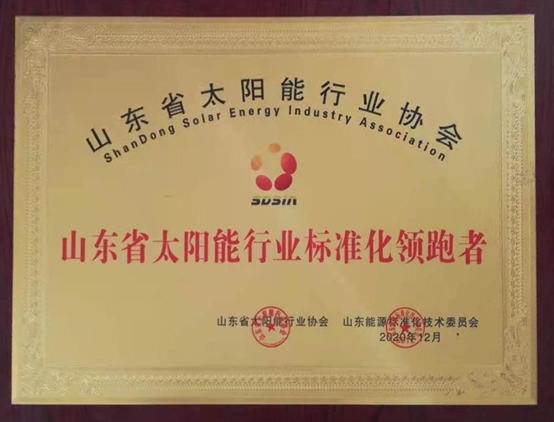 山东省太阳能行业协会
ShanDong Solar Energy Industry Association
SDSIA
山东省太阳能行业标准化领跑者
山东省太阳能行业协会 山东能源标准化技术委员会
2020年12月